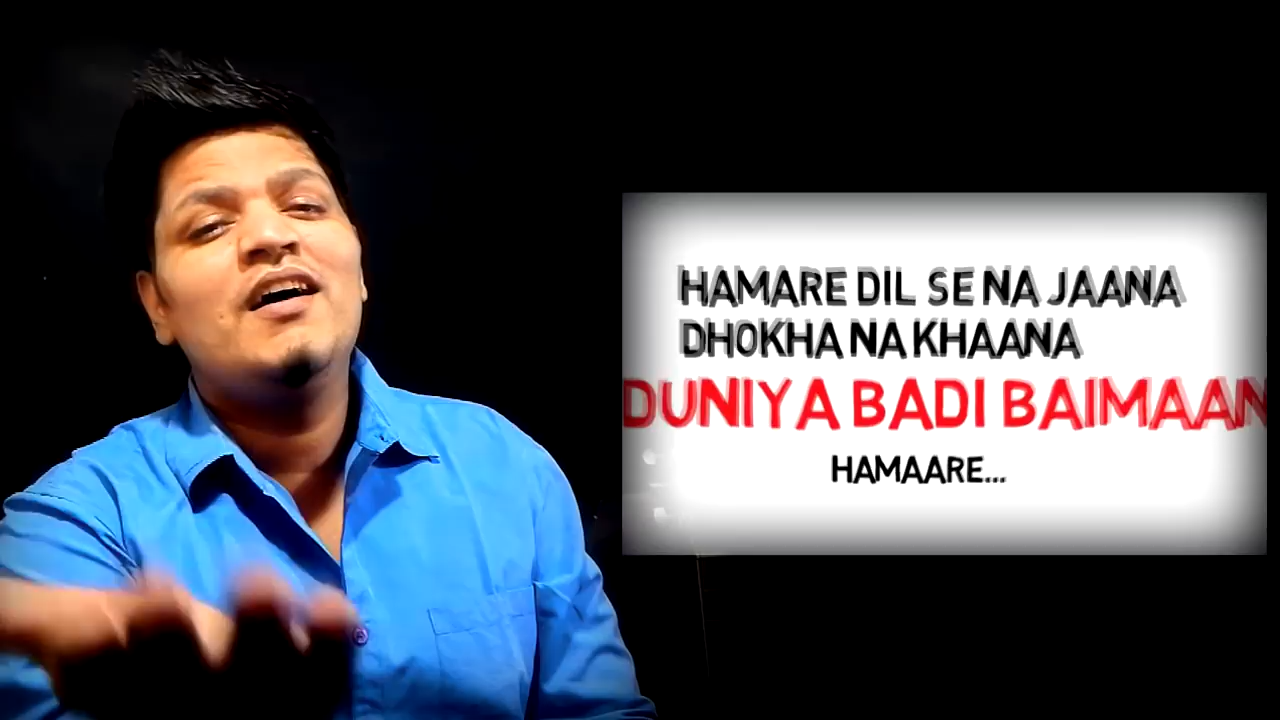 HAMARE DIL SE NA JAANA
DHOKHA NA KHAANA
DUNIYA BADI BAIMAAN
HAMAARE...